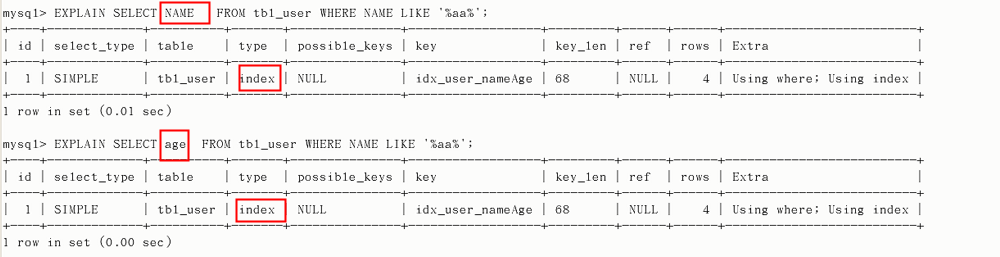 mysql> EXPLAIN SELECT NAME FROM tbl_user WHERE NAME LIKE '%aa%';
+----+-------------+----------+-------+---------------+------------------+---------+------+------+--------------------------+
| id | select_type | table | type | possible_keys | key | key_len | ref | rows | Extra |
+----+-------------+----------+-------+---------------+------------------+---------+------+------+--------------------------+
| 1 | SIMPLE | tbl_user | index | NULL | idx_user_nameAge | 68 | NULL | 4 | Using where; Using index |
+----+-------------+----------+-------+---------------+------------------+---------+------+------+--------------------------+
1 row in set (0.01 sec)
mysql> EXPLAIN SELECT age FROM tbl_user WHERE NAME LIKE '%aa%';
+----+-------------+----------+-------+---------------+------------------+---------+------+------+--------------------------+
| id | select_type | table | type | possible_keys | key | key_len | ref | rows | Extra |
+----+-------------+----------+-------+---------------+------------------+---------+------+------+--------------------------+
| 1 | SIMPLE | tbl_user | index | NULL | idx_user_nameAge | 68 | NULL | 4 | Using where; Using index |
+----+-------------+----------+-------+---------------+------------------+---------+------+------+--------------------------+
1 row in set (0.00 sec)